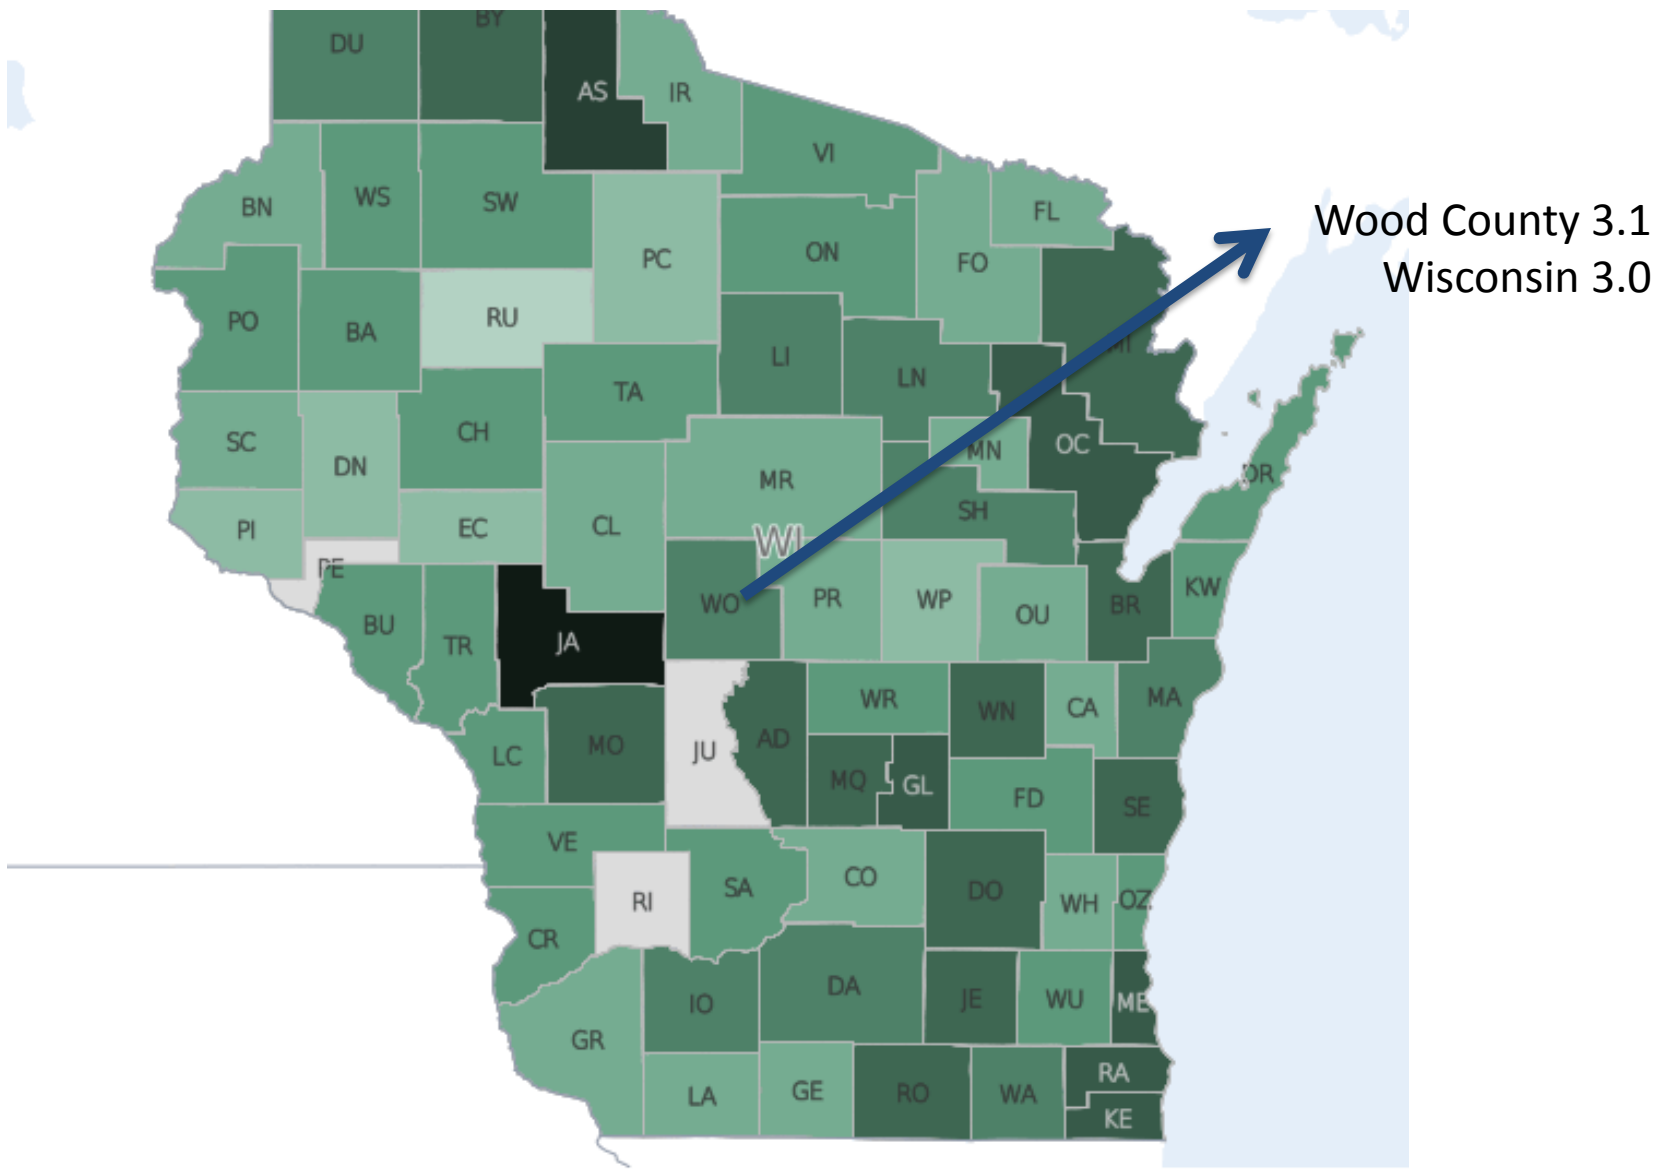 BY
DU
AS
IR
VI
BN
WS
SW
FL
Wood County 3.1
PC
ON
FO
Wisconsin 3.0
PO
BA
RU
LI
MI
LN
TA
SC
CH
DN
MN
OC
MR
DR
PI
EC
CL
SH
WI
PE
WO
PR
WP
OU
BR
KW
BU
TR
JA
WR
WN
CA
MA
LC
MO
JU
AD
MQ
GL
FD
SE
VE
RI
SA
CO
DO
WH
OZ
CR
IO
DA
JE
WU
GR
LA
GE
RO
WA
RA
KE